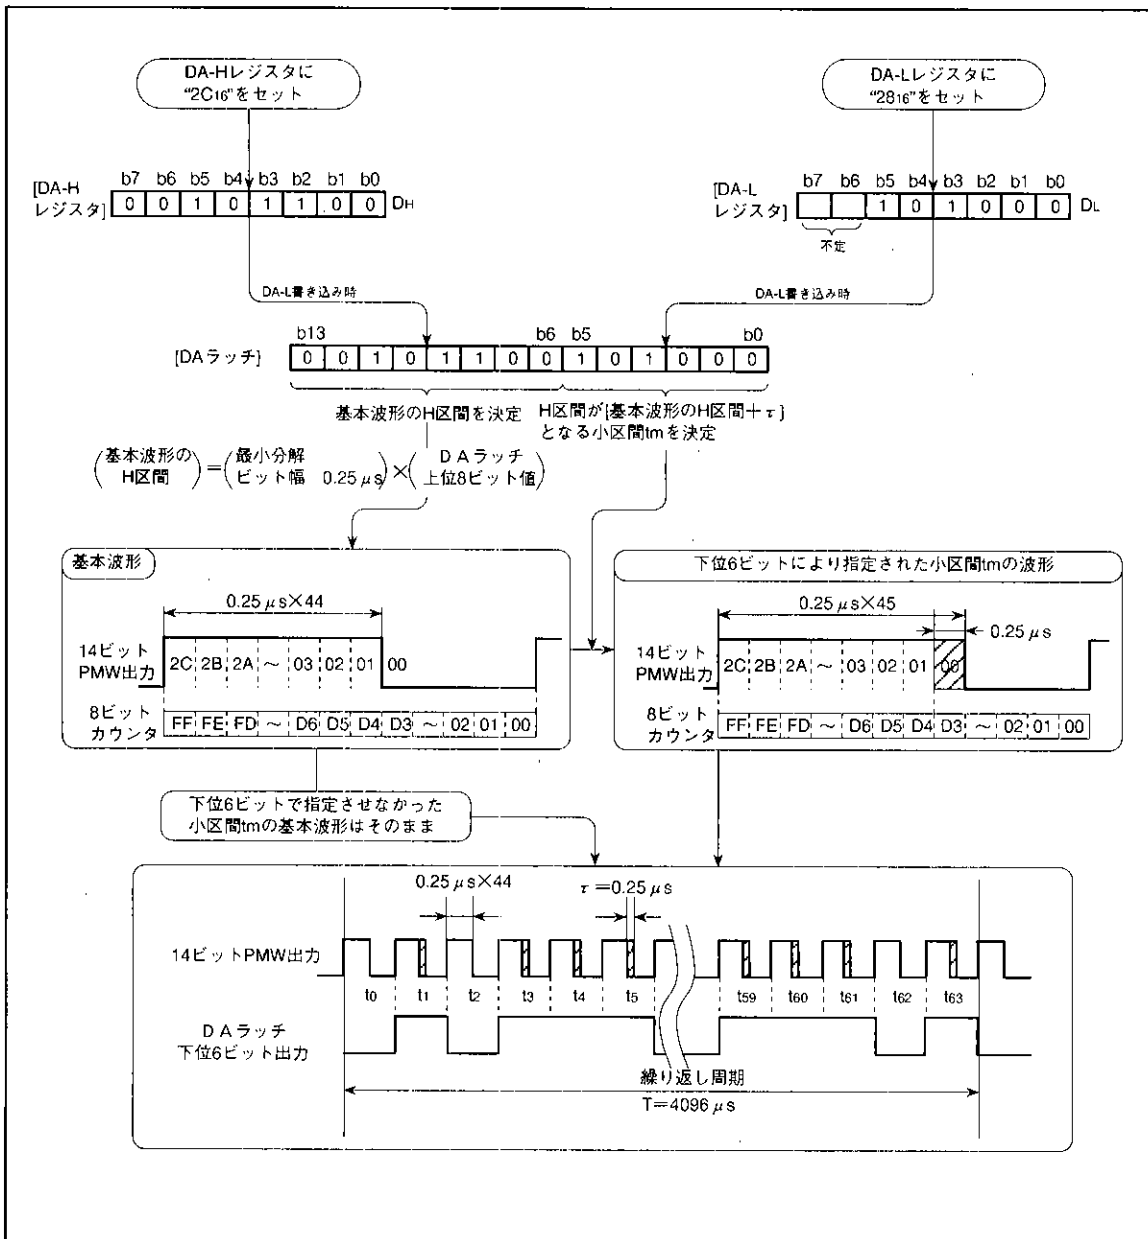 DA-Hレジスタに
“2C16”をセット
DA-Lレジスタに
“2816”をセット
[DA-H
レジスタ]
b7 b6 b5 b4 b3 b2 b1 b0
0 0 1 0 1 1 0 0 DH
[DA-L
レジスタ]
b7 b6 b5 b4 b3 b2 b1 b0
1 0 1 0 0 0 DL
不定
DA-L書き込み時
DA-L書き込み時
b13 b6 b5 b0
[DAラッチ] 0 0 1 0 1 1 0 0 1 0 1 0 0 0
基本波形のH区間を決定
H区間が{基本波形のH区間+τ}
となる小区間tmを決定
(基本波形の H区間)=(最小分解 ビット幅 0.25μs)×(DAラッチ 上位8ビット値)
基本波形
0.25μs×44
14ビット
PMW出力
2C 2B 2A ~ 03 02 01 00
8ビット
カウンタ
FF FE FD ~ D6 D5 D4 D3 ~ 02 01 00
下位6ビットにより指定された小区間tmの波形
0.25μs×45
0.25μs
14ビット
PMW出力
2C 2B 2A ~ 03 02 01 00
8ビット
カウンタ
FF FE FD ~ D6 D5 D4 D3 ~ 02 01 00
下位6ビットで指定させなかった
小区間tmの基本波形はそのまま
0.25μs×44
τ=0.25μs
14ビットPMW出力
t0 t1 t2 t3 t4 t5 t59 t60 t61 t62 t63
DAラッチ
下位6ビット出力
繰り返し周期
T=4096μs